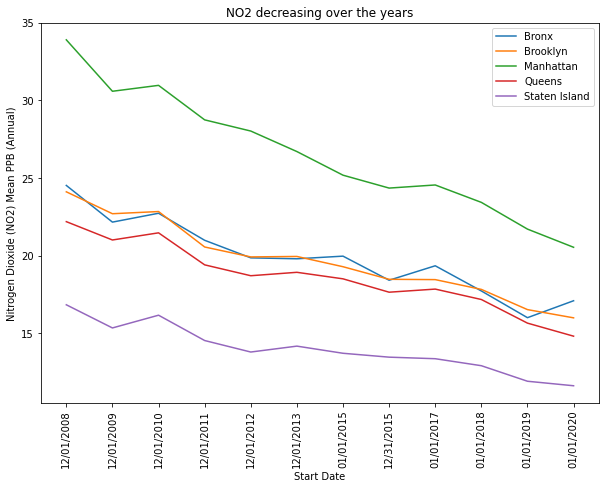 NO2 decreasing over the years
Nitrogen Dioxide (NO2) Mean PPB (Annual)
35
30
25
20
15
Bronx
Brooklyn
Manhattan
Queens
Staten Island
12/01/2008
12/01/2009
12/01/2010
12/01/2011
12/01/2012
12/01/2013
01/01/2015
12/31/2015
01/01/2017
01/01/2018
01/01/2019
01/01/2020
Start Date